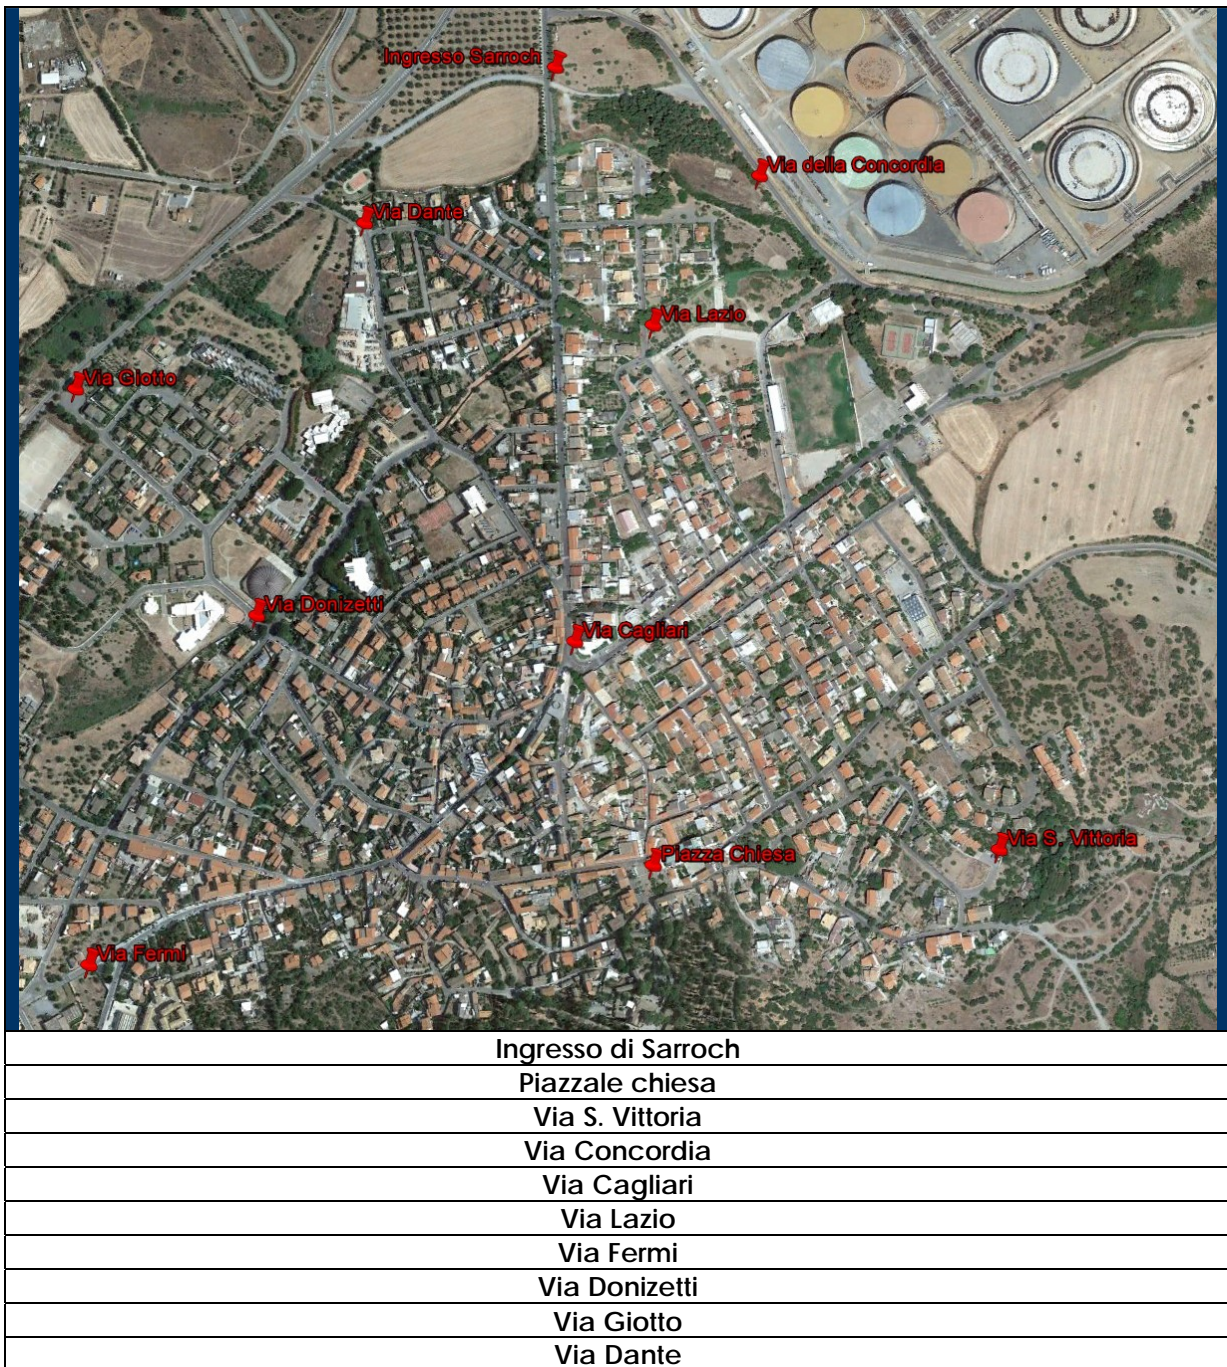 Ingresso Sarroch
Via della Concordia
Via Dante
Via Lazio
Via Giotto
Via Donizetti
Via Cagliari
Via S. Vittoria
Piazza Chiesa
Via Fermi
Ingresso di Sarroch
Piazzale chiesa
Via S. Vittoria
Via Concordia
Via Cagliari
Via Lazio
Via Fermi
Via Donizetti
Via Giotto
Via Dante